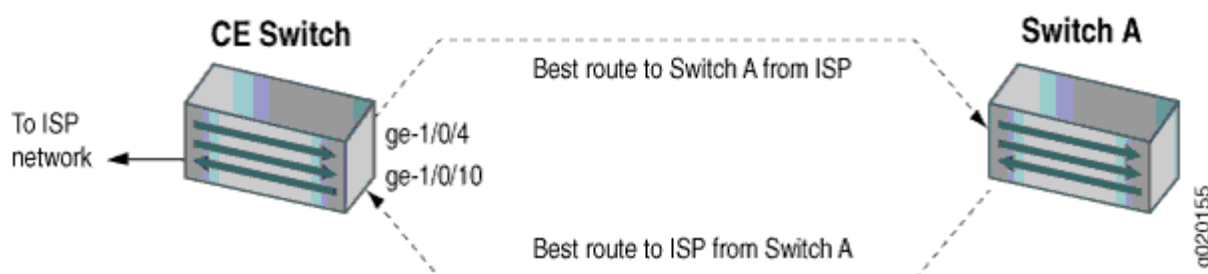 CE Switch
Switch A
Best route to Switch A from ISP
To ISP
network
ge-1/0/4
ge-1/0/10
Best route to ISP from Switch A
g020155